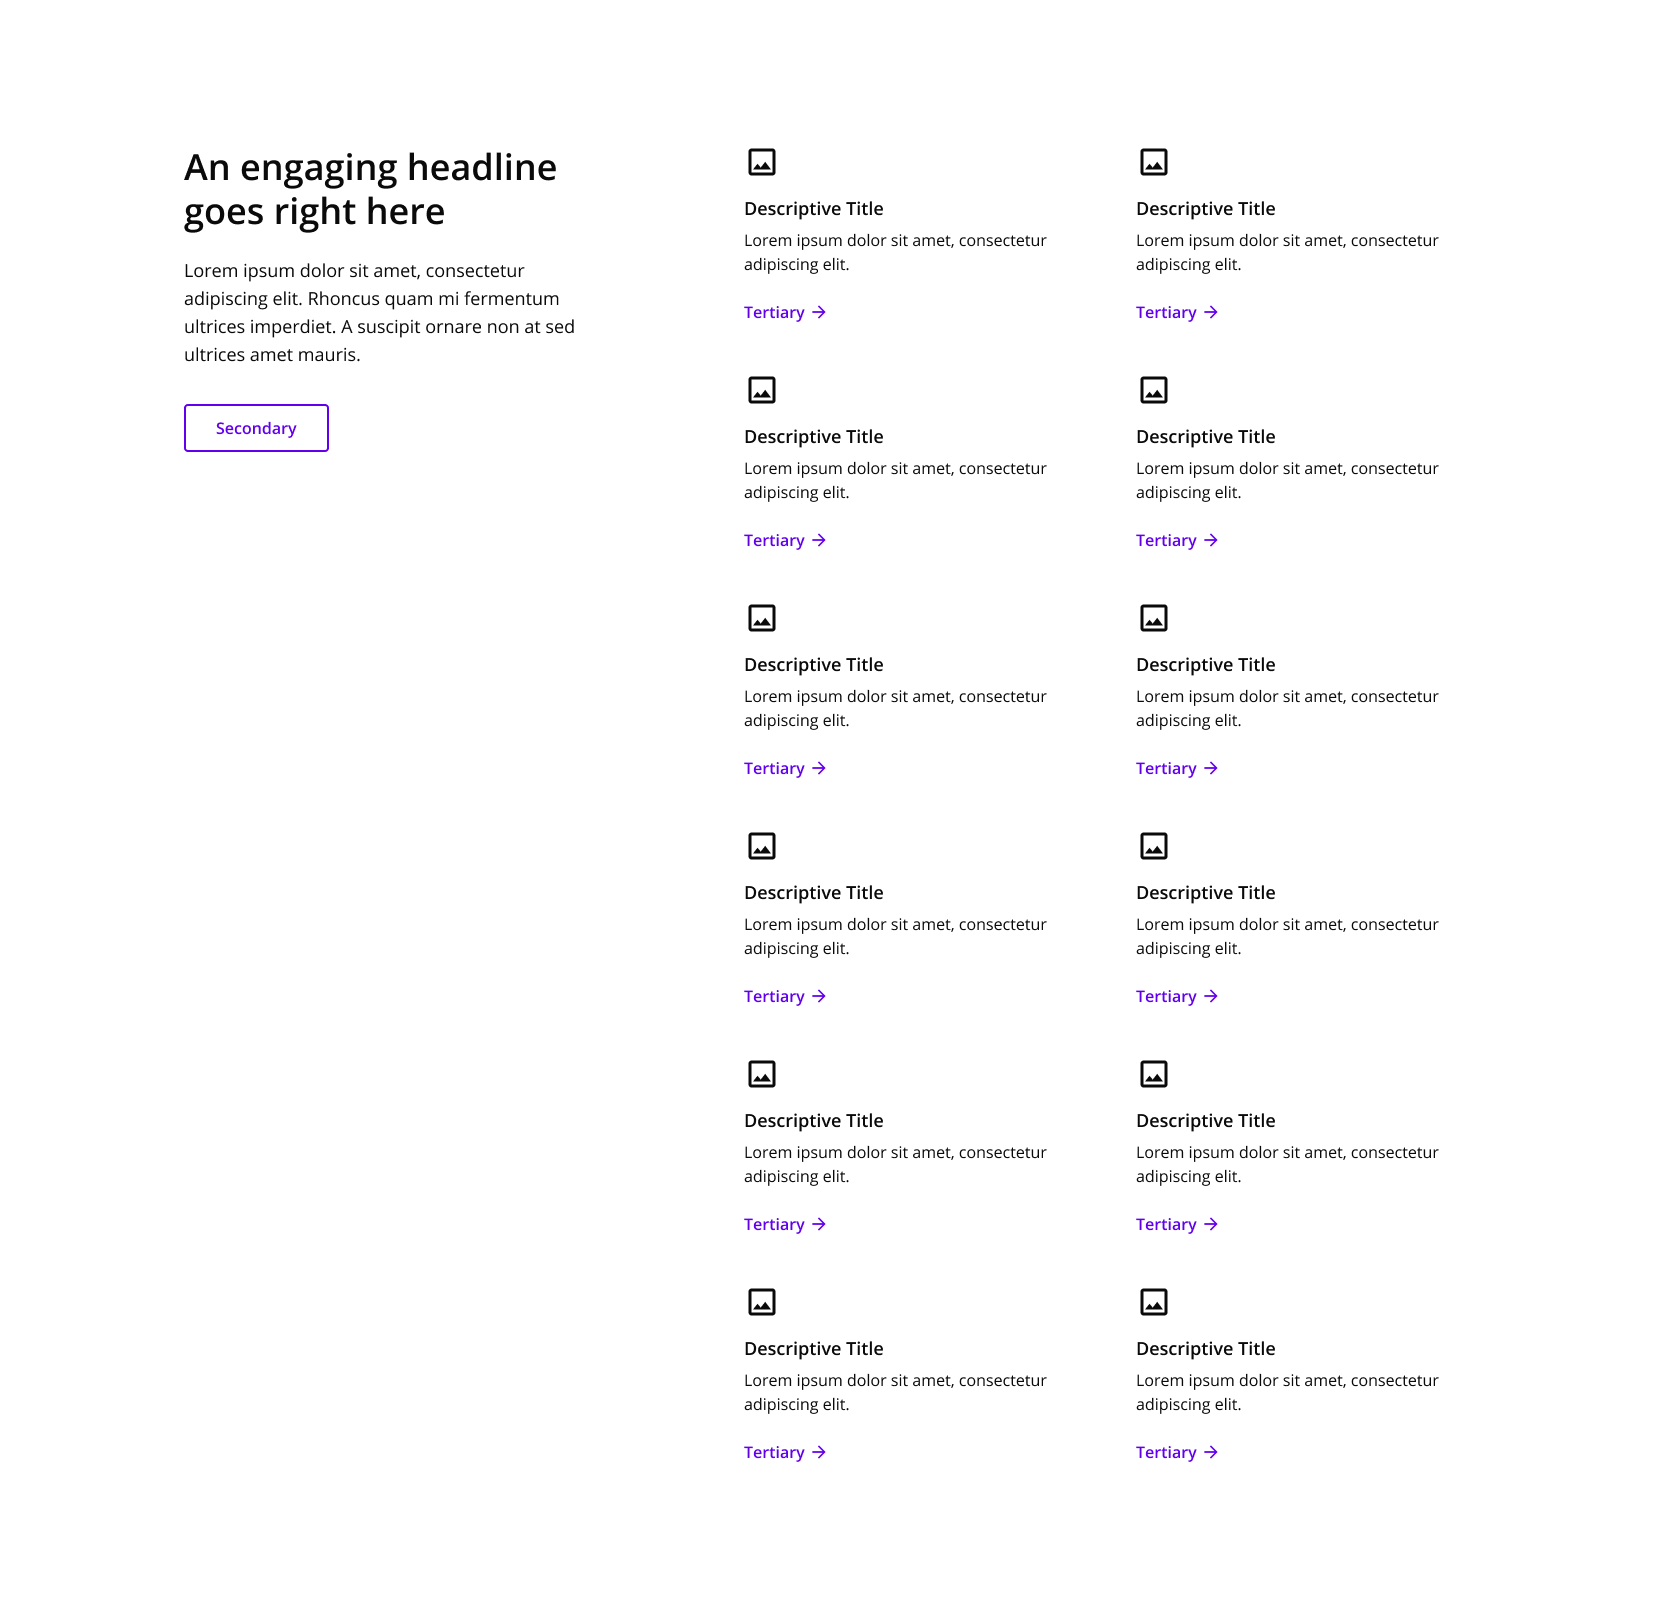 An engaging headline
goes right here
Lorem ipsum dolor sit amet, consectetur
adipiscing elit. Rhoncus quam mi fermentum
ultrices imperdiet. A suscipit ornare non at sed
ultrices amet mauris.
Secondary
Descriptive Title
Lorem ipsum dolor sit amet, consectetur
adipiscing elit.
Tertiary
Descriptive Title
Lorem ipsum dolor sit amet, consectetur
adipiscing elit.
Tertiary
Descriptive Title
Lorem ipsum dolor sit amet, consectetur
adipiscing elit.
Tertiary
Descriptive Title
Lorem ipsum dolor sit amet, consectetur
adipiscing elit.
Tertiary
Descriptive Title
Lorem ipsum dolor sit amet, consectetur
adipiscing elit.
Tertiary
Descriptive Title
Lorem ipsum dolor sit amet, consectetur
adipiscing elit.
Tertiary
Descriptive Title
Lorem ipsum dolor sit amet, consectetur
adipiscing elit.
Tertiary
Descriptive Title
Lorem ipsum dolor sit amet, consectetur
adipiscing elit.
Tertiary
Descriptive Title
Lorem ipsum dolor sit amet, consectetur
adipiscing elit.
Tertiary
Descriptive Title
Lorem ipsum dolor sit amet, consectetur
adipiscing elit.
Tertiary
Descriptive Title
Lorem ipsum dolor sit amet, consectetur
adipiscing elit.
Tertiary
Descriptive Title
Lorem ipsum dolor sit amet, consectetur
adipiscing elit.
Tertiary